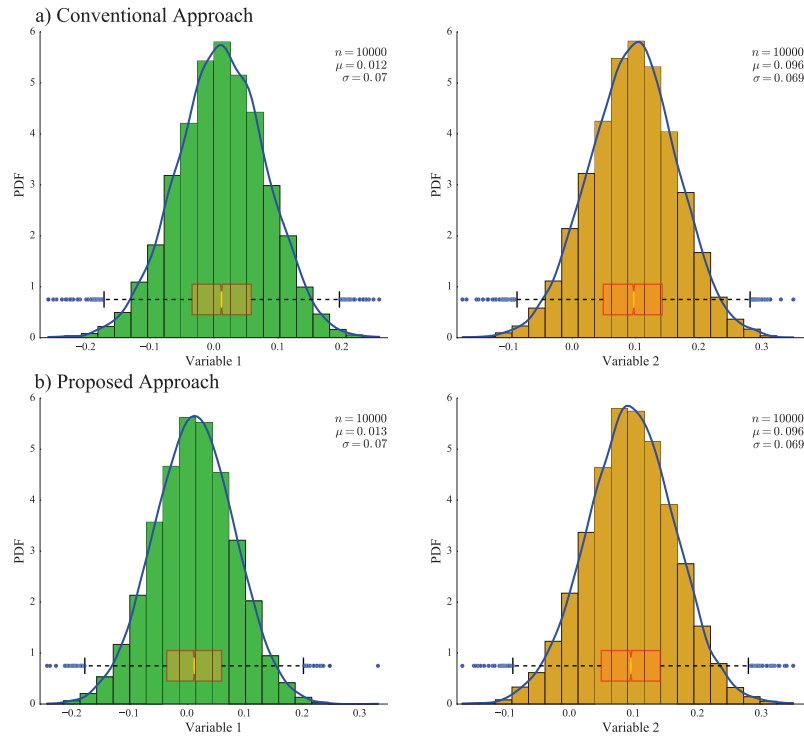 a) Conventional Approach
6
5
4
3
2
1
0
PDF
n = 10000
μ = 0.012
σ = 0.07
−0.2 −0.1 0.0 0.1 0.2
Variable 1
6
5
4
3
2
1
0
PDF
n = 10000
μ = 0.096
σ = 0.069
−0.1 0.0 0.1 0.2 0.3
Variable 2
b) Proposed Approach
6
5
4
3
2
1
0
PDF
n = 10000
μ = 0.013
σ = 0.07
−0.2 −0.1 0.0 0.1 0.2 0.3
Variable 1
6
5
4
3
2
1
0
PDF
n = 10000
μ = 0.096
σ = 0.069
−0.1 0.0 0.1 0.2 0.3
Variable 2